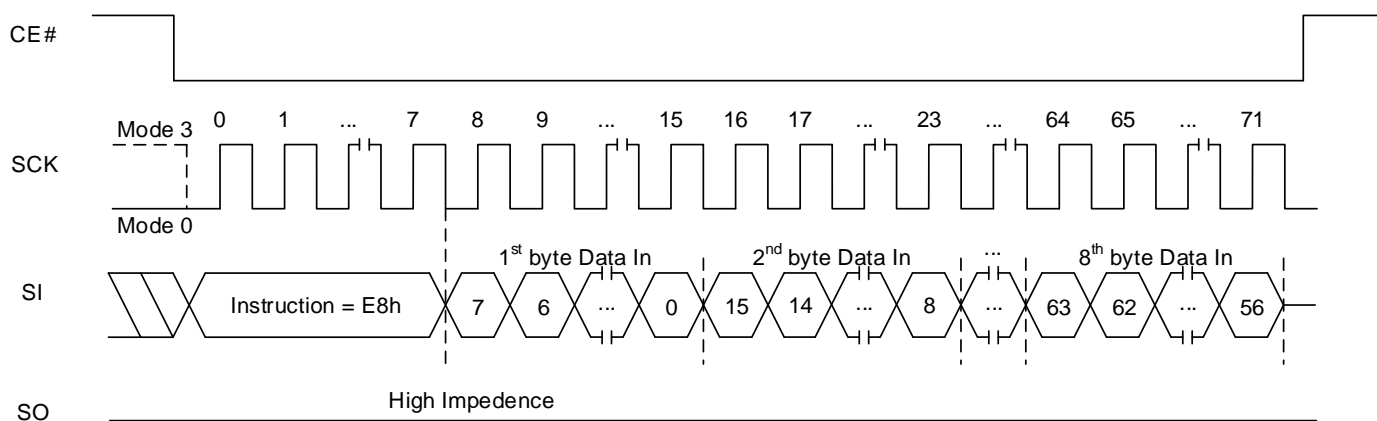 CE#
Mode 3 0 1 ... 7 8 9 ... 15 16 17 ... 23 ... 64 65 ... 71
SCK
Mode 0
1st byte Data In 2nd byte Data In ... 8th byte Data In
SI Instruction = E8h 7 6 ... 0 15 14 ... 8 ... 63 62 ... 56
High Impedence
SO